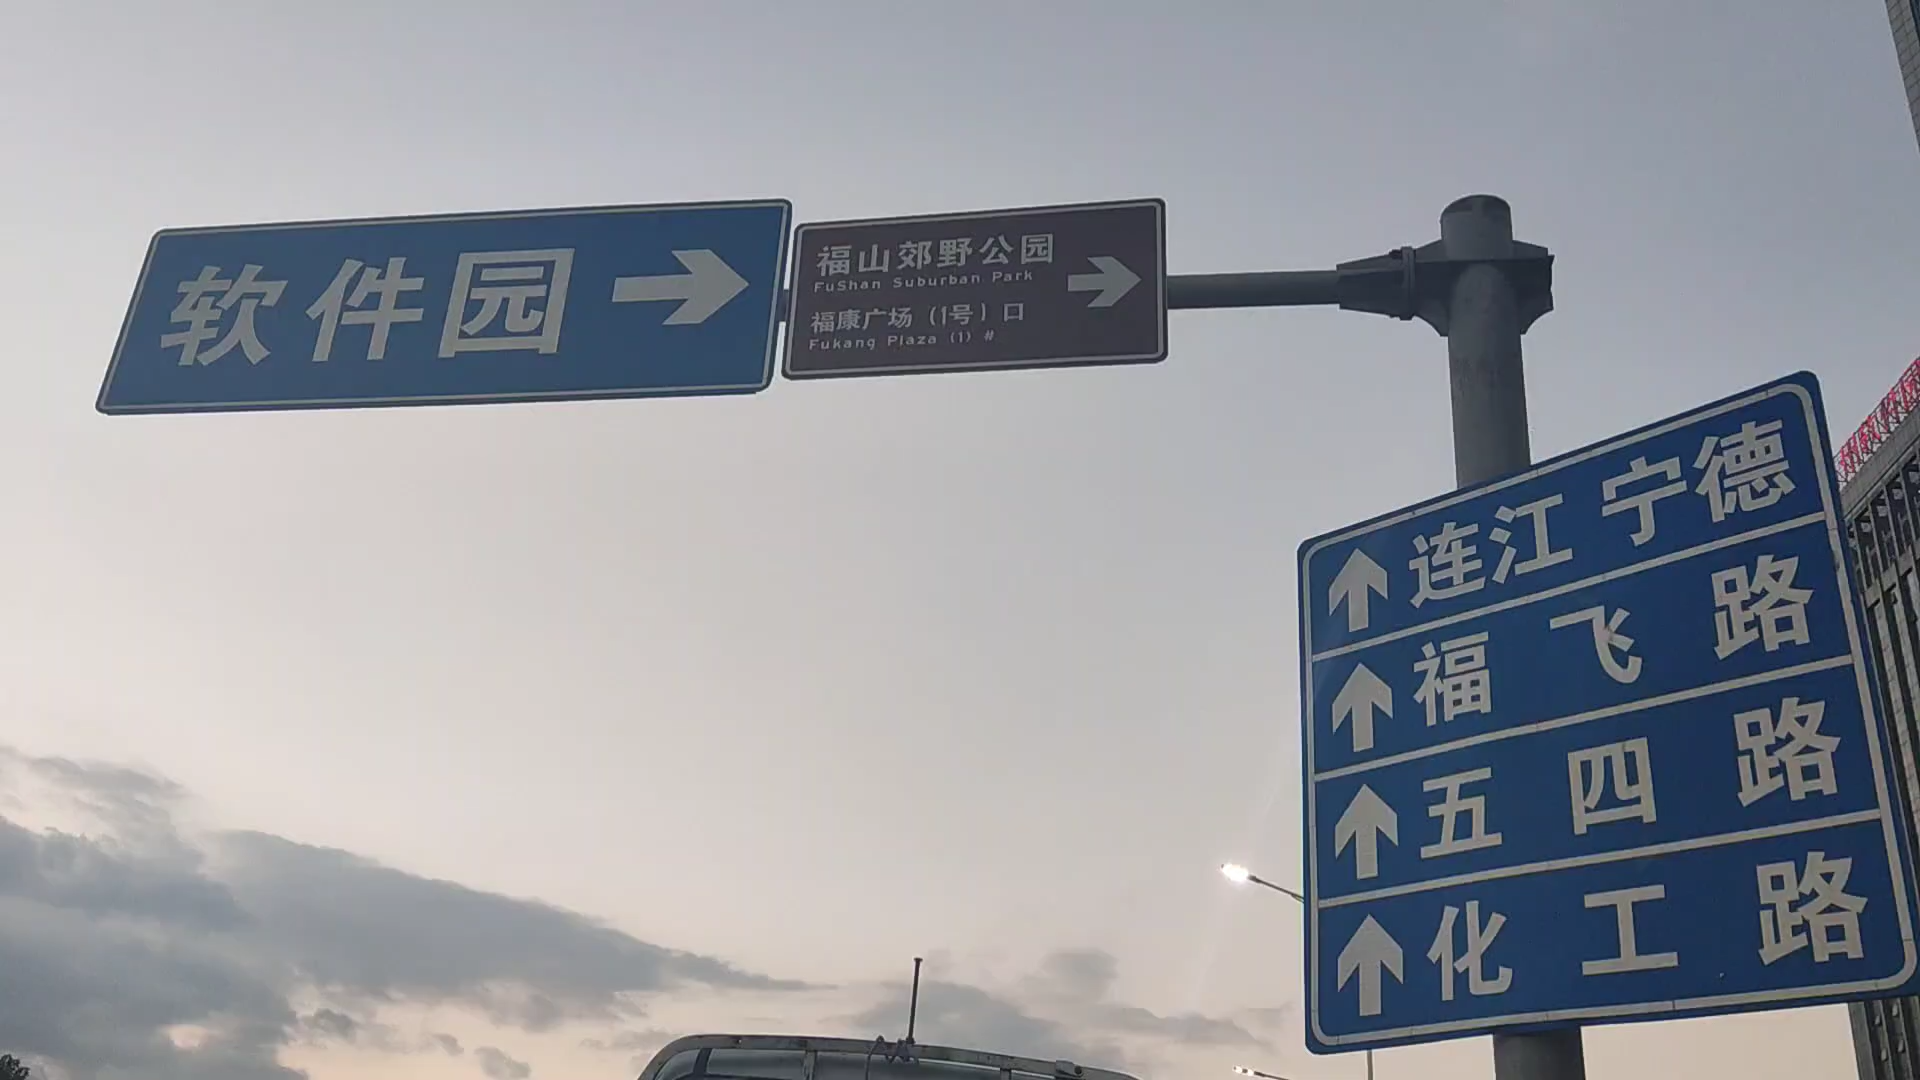 软件园
福山郊野公园
FuShan Suburban Park
福康广场（1号）口
Fukang Plaza (1) #
连江 宁德
福飞路
五四路
化工路